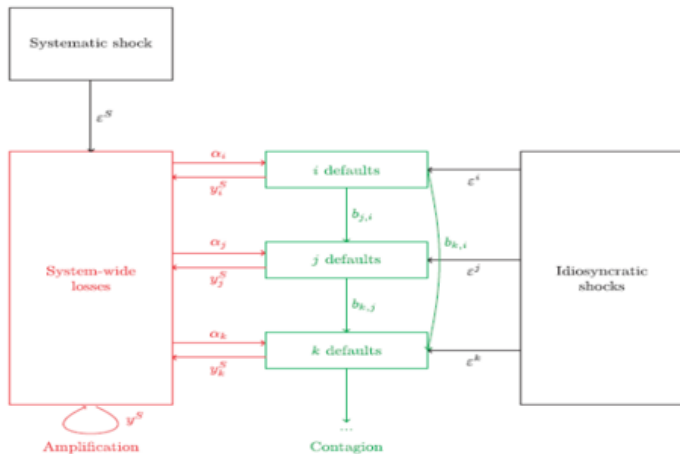 Systematic shock
ε^S
α_i
i defaults
y_i^S
ε^i
b_{j,i}
b_{k,i}
α_j
System-wide
losses
j defaults
y_j^S
ε^j
Idiosyncratic
shocks
b_{k,j}
α_k
k defaults
y_k^S
ε^k
y^S
...
Amplification
Contagion